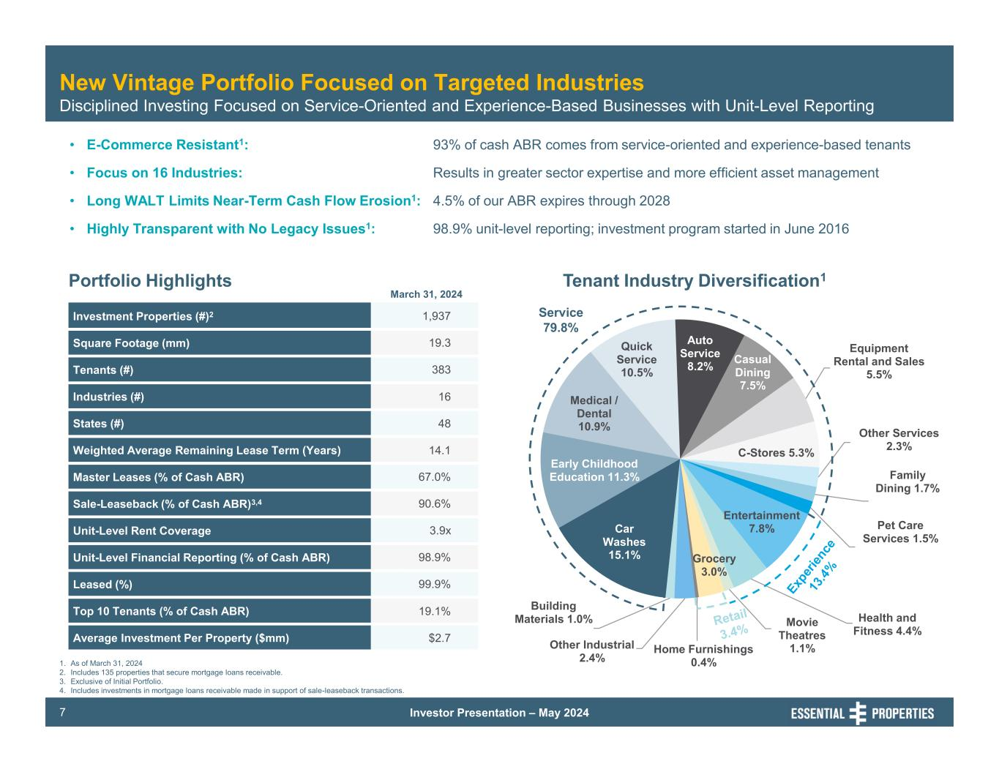 New Vintage Portfolio Focused on Targeted Industries
Disciplined Investing Focused on Service-Oriented and Experience-Based Businesses with Unit-Level Reporting
• E-Commerce Resistant1: 93% of cash ABR comes from service-oriented and experience-based tenants
• Focus on 16 Industries: Results in greater sector expertise and more efficient asset management
• Long WALT Limits Near-Term Cash Flow Erosion1: 4.5% of our ABR expires through 2028
• Highly Transparent with No Legacy Issues1: 98.9% unit-level reporting; investment program started in June 2016
Portfolio Highlights
March 31, 2024
Investment Properties (#)2 1,937
Square Footage (mm) 19.3
Tenants (#) 383
Industries (#) 16
States (#) 48
Weighted Average Remaining Lease Term (Years) 14.1
Master Leases (% of Cash ABR) 67.0%
Sale-Leaseback (% of Cash ABR)3,4 90.6%
Unit-Level Rent Coverage 3.9x
Unit-Level Financial Reporting (% of Cash ABR) 98.9%
Leased (%) 99.9%
Top 10 Tenants (% of Cash ABR) 19.1%
Average Investment Per Property ($mm) $2.7
1. As of March 31, 2024
2. Includes 135 properties that secure mortgage loans receivable.
3. Exclusive of Initial Portfolio.
4. Includes investments in mortgage loans receivable made in support of sale-leaseback transactions.
Tenant Industry Diversification1
Service
79.8%
Quick
Service
10.5%
Auto
Service
8.2%
Casual
Dining
7.5%
Equipment
Rental and Sales
5.5%
Medical /
Dental
10.9%
C-Stores 5.3%
Other Services
2.3%
Early Childhood
Education 11.3%
Family
Dining 1.7%
Entertainment
7.8%
Pet Care
Services 1.5%
Car
Washes
15.1%
Grocery
3.0%
Experience
13.4%
Building
Materials 1.0%
Retail
3.4%
Movie
Theatres
1.1%
Health and
Fitness 4.4%
Other Industrial
2.4%
Home Furnishings
0.4%
7
Investor Presentation – May 2024
ESSENTIAL PROPERTIES